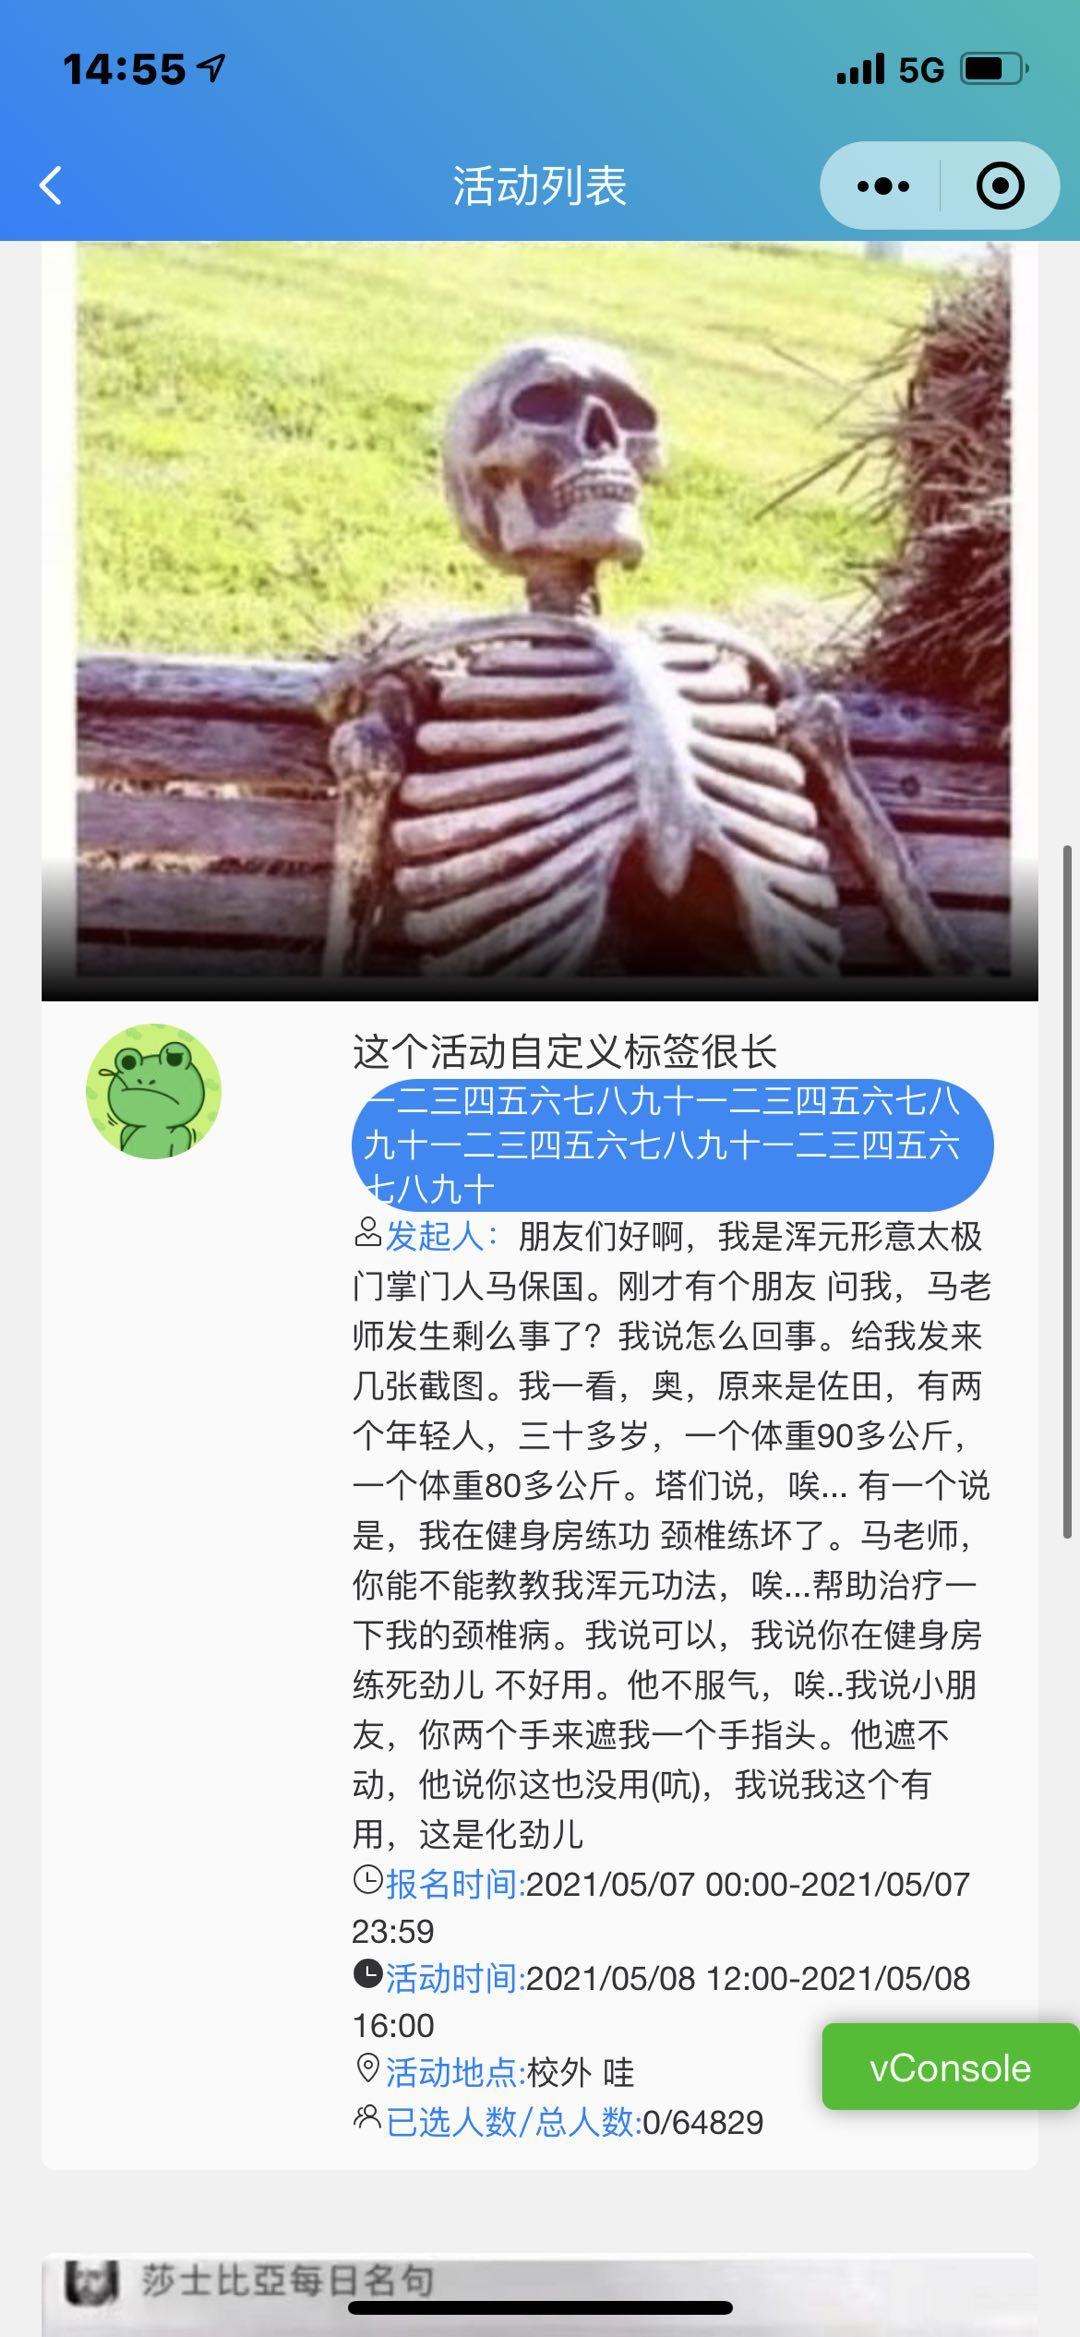 14:55
5G
活动列表
这个活动自定义标签很长
一二三四五六七八九十一二三四五六七八
九十一二三四五六七八九十一二三四五六
七八九十
发起人：朋友们好啊，我是浑元形意太极
门掌门人马保国。刚才有个朋友 问我，马老
师发生剩么事了？我说怎么回事。给我发来
几张截图。我一看，奥，原来是佐田，有两
个年轻人，三十多岁，一个体重90多公斤，
一个体重80多公斤。塔们说，唉... 有一个说
是，我在健身房练功 颈椎练坏了。马老师，
你能不能教教我浑元功法，唉...帮助治疗一
下我的颈椎病。我说可以，我说你在健身房
练死劲儿 不好用。他不服气，唉..我说小朋
友，你两个手来遮我一个手指头。他遮不
动，他说你这也没用(吭)，我说我这个有
用，这是化劲儿
报名时间:2021/05/07 00:00-2021/05/07
23:59
活动时间:2021/05/08 12:00-2021/05/08
16:00
活动地点:校外 哇
vConsole
已选人数/总人数:0/64829
莎士比亞每日名句